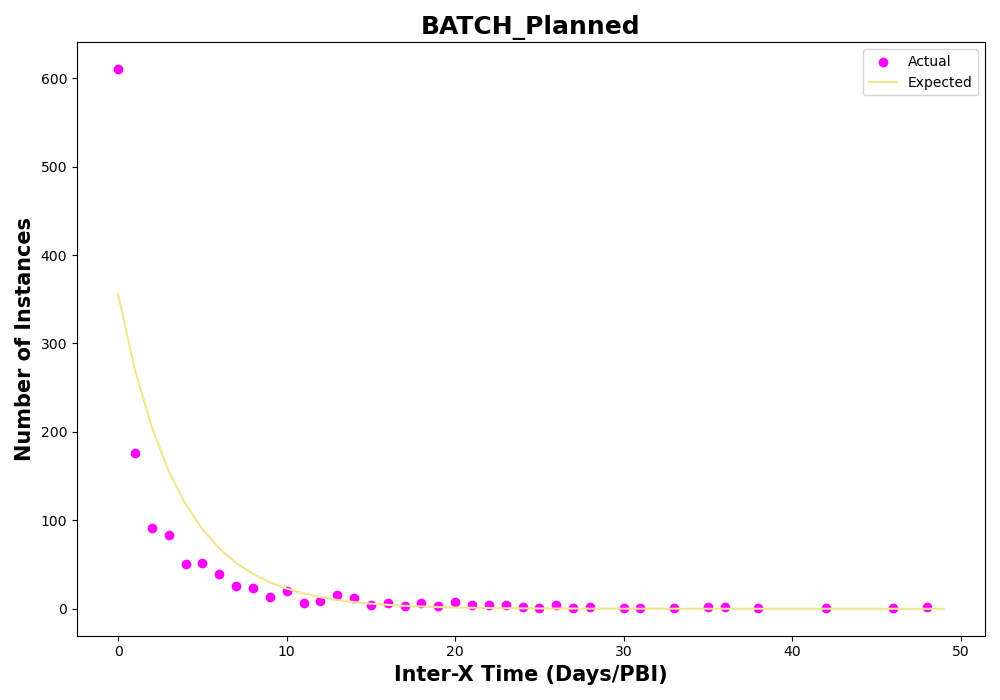 BATCH_Planned
Actual
Expected
Number of Instances
600
500
400
300
200
100
0
0
10
20
30
40
50
Inter-X Time (Days/PBI)